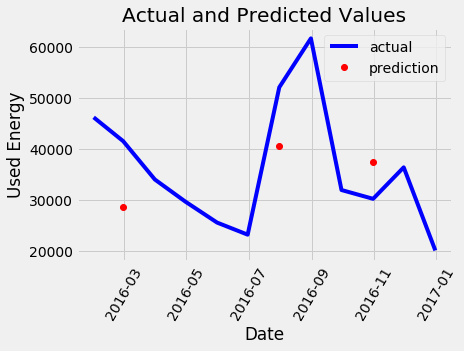 Actual and Predicted Values
actual
prediction
60000
50000
40000
30000
20000
Used Energy
2016-03
2016-05
2016-07
2016-09
2016-11
2017-01
Date